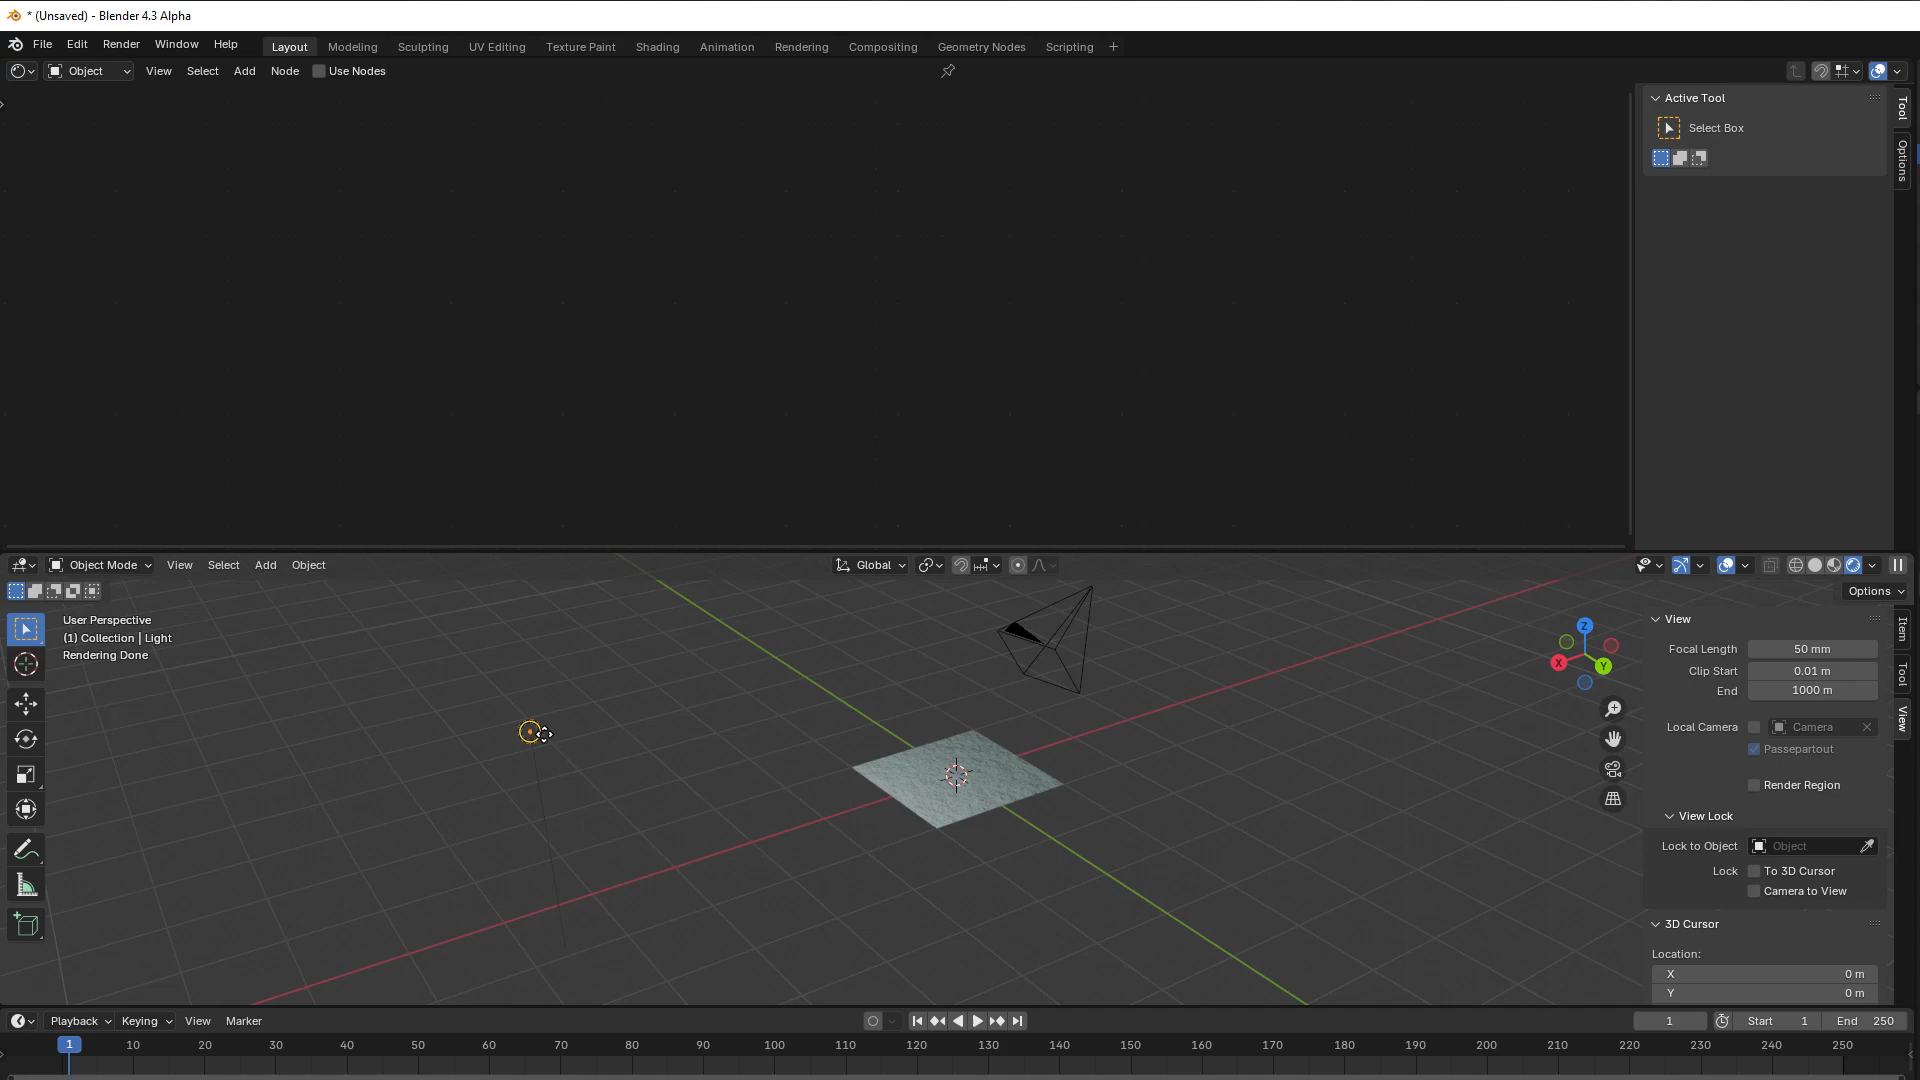 * (Unsaved) - Blender 4.3 Alpha
File Edit Render Window Help Layout Modeling Sculpting UV Editing Texture Paint Shading Animation Rendering Compositing Geometry Nodes Scripting +
Object View Select Add Node Use Nodes
Active Tool
Select Box
Tool
Options
Object Mode View Select Add Object Global
Options
User Perspective
(1) Collection | Light
Rendering Done
Z
X
Y
View
Focal Length 50 mm
Clip Start 0.01 m
End 1000 m
Local Camera Camera
Passepartout
Render Region
View Lock
Lock to Object Object
Lock To 3D Cursor
Camera to View
3D Cursor
Location:
X 0 m
Y 0 m
Item
Tool
View
Playback Keying View Marker 1 Start 1 End 250
1 10 20 30 40 50 60 70 80 90 100 110 120 130 140 150 160 170 180 190 200 210 220 230 240 250